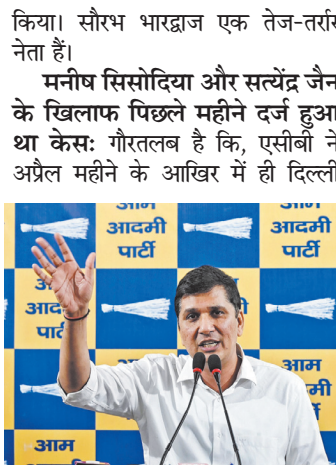 किया। सौरभ भारद्वाज एक तेज-तर्रार
नेता हैं।
मनीष सिसोदिया और सत्येंद्र जैन
के खिलाफ पिछले महीने दर्ज हुआ
था केसः गौरतलब है कि, एसीबी ने
अप्रैल महीने के आखिर में ही दिल्ली
आम
आदमी
पार्टी
आम
आदमी
पार्टी
आम
आम